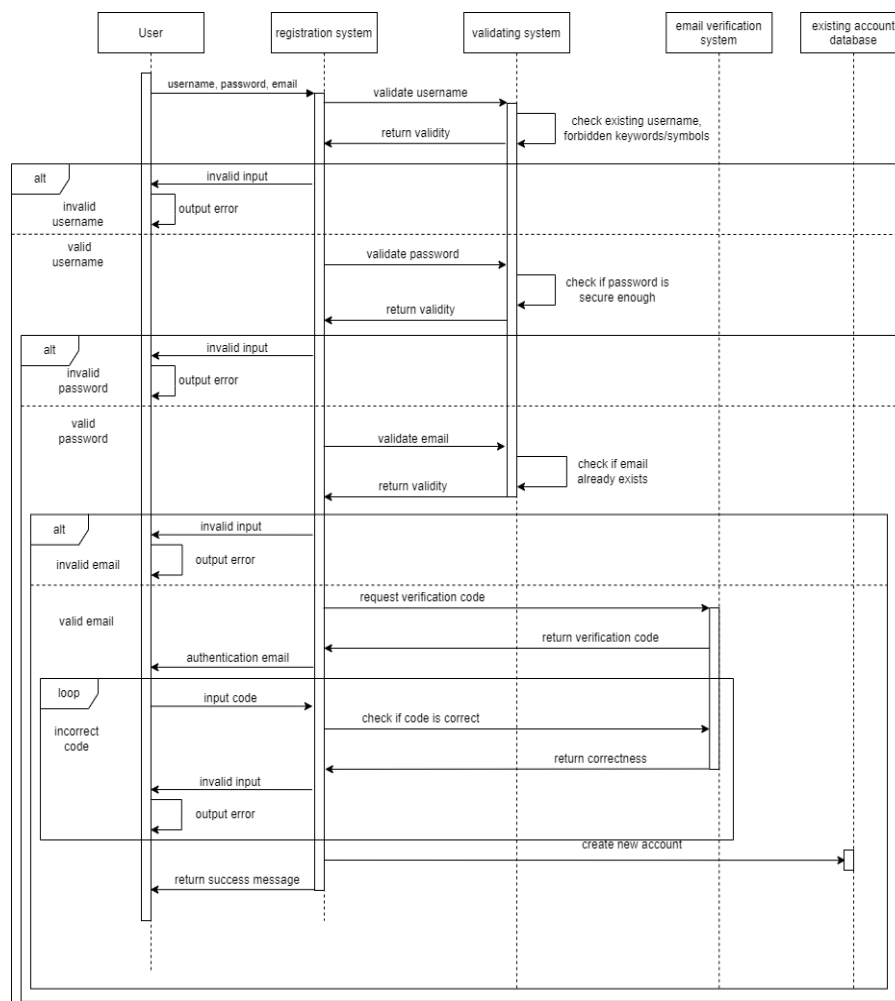 User
registration system
validating system
email verification
system
existing account
database
username, password, email
validate username
check existing username,
forbidden keywords/symbols
return validity
alt
invalid input
invalid
username
output error
valid
username
validate password
check if password is
secure enough
return validity
alt
invalid input
invalid
password
output error
valid
password
validate email
check if email
already exists
return validity
alt
invalid input
invalid email
output error
request verification code
valid email
return verification code
authentication email
loop
input code
incorrect
code
check if code is correct
return correctness
invalid input
output error
create new account
return success message